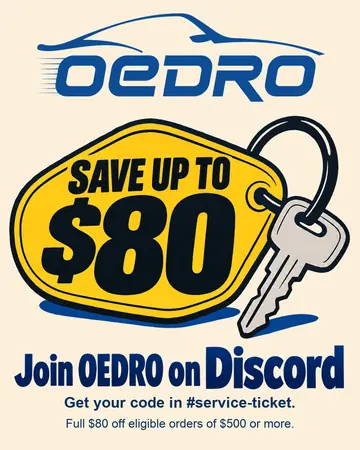 OEDRO
SAVE UP TO
$80
Join OEDRO on Discord
Get your code in #service-ticket.
Full $80 off eligible orders of $500 or more.